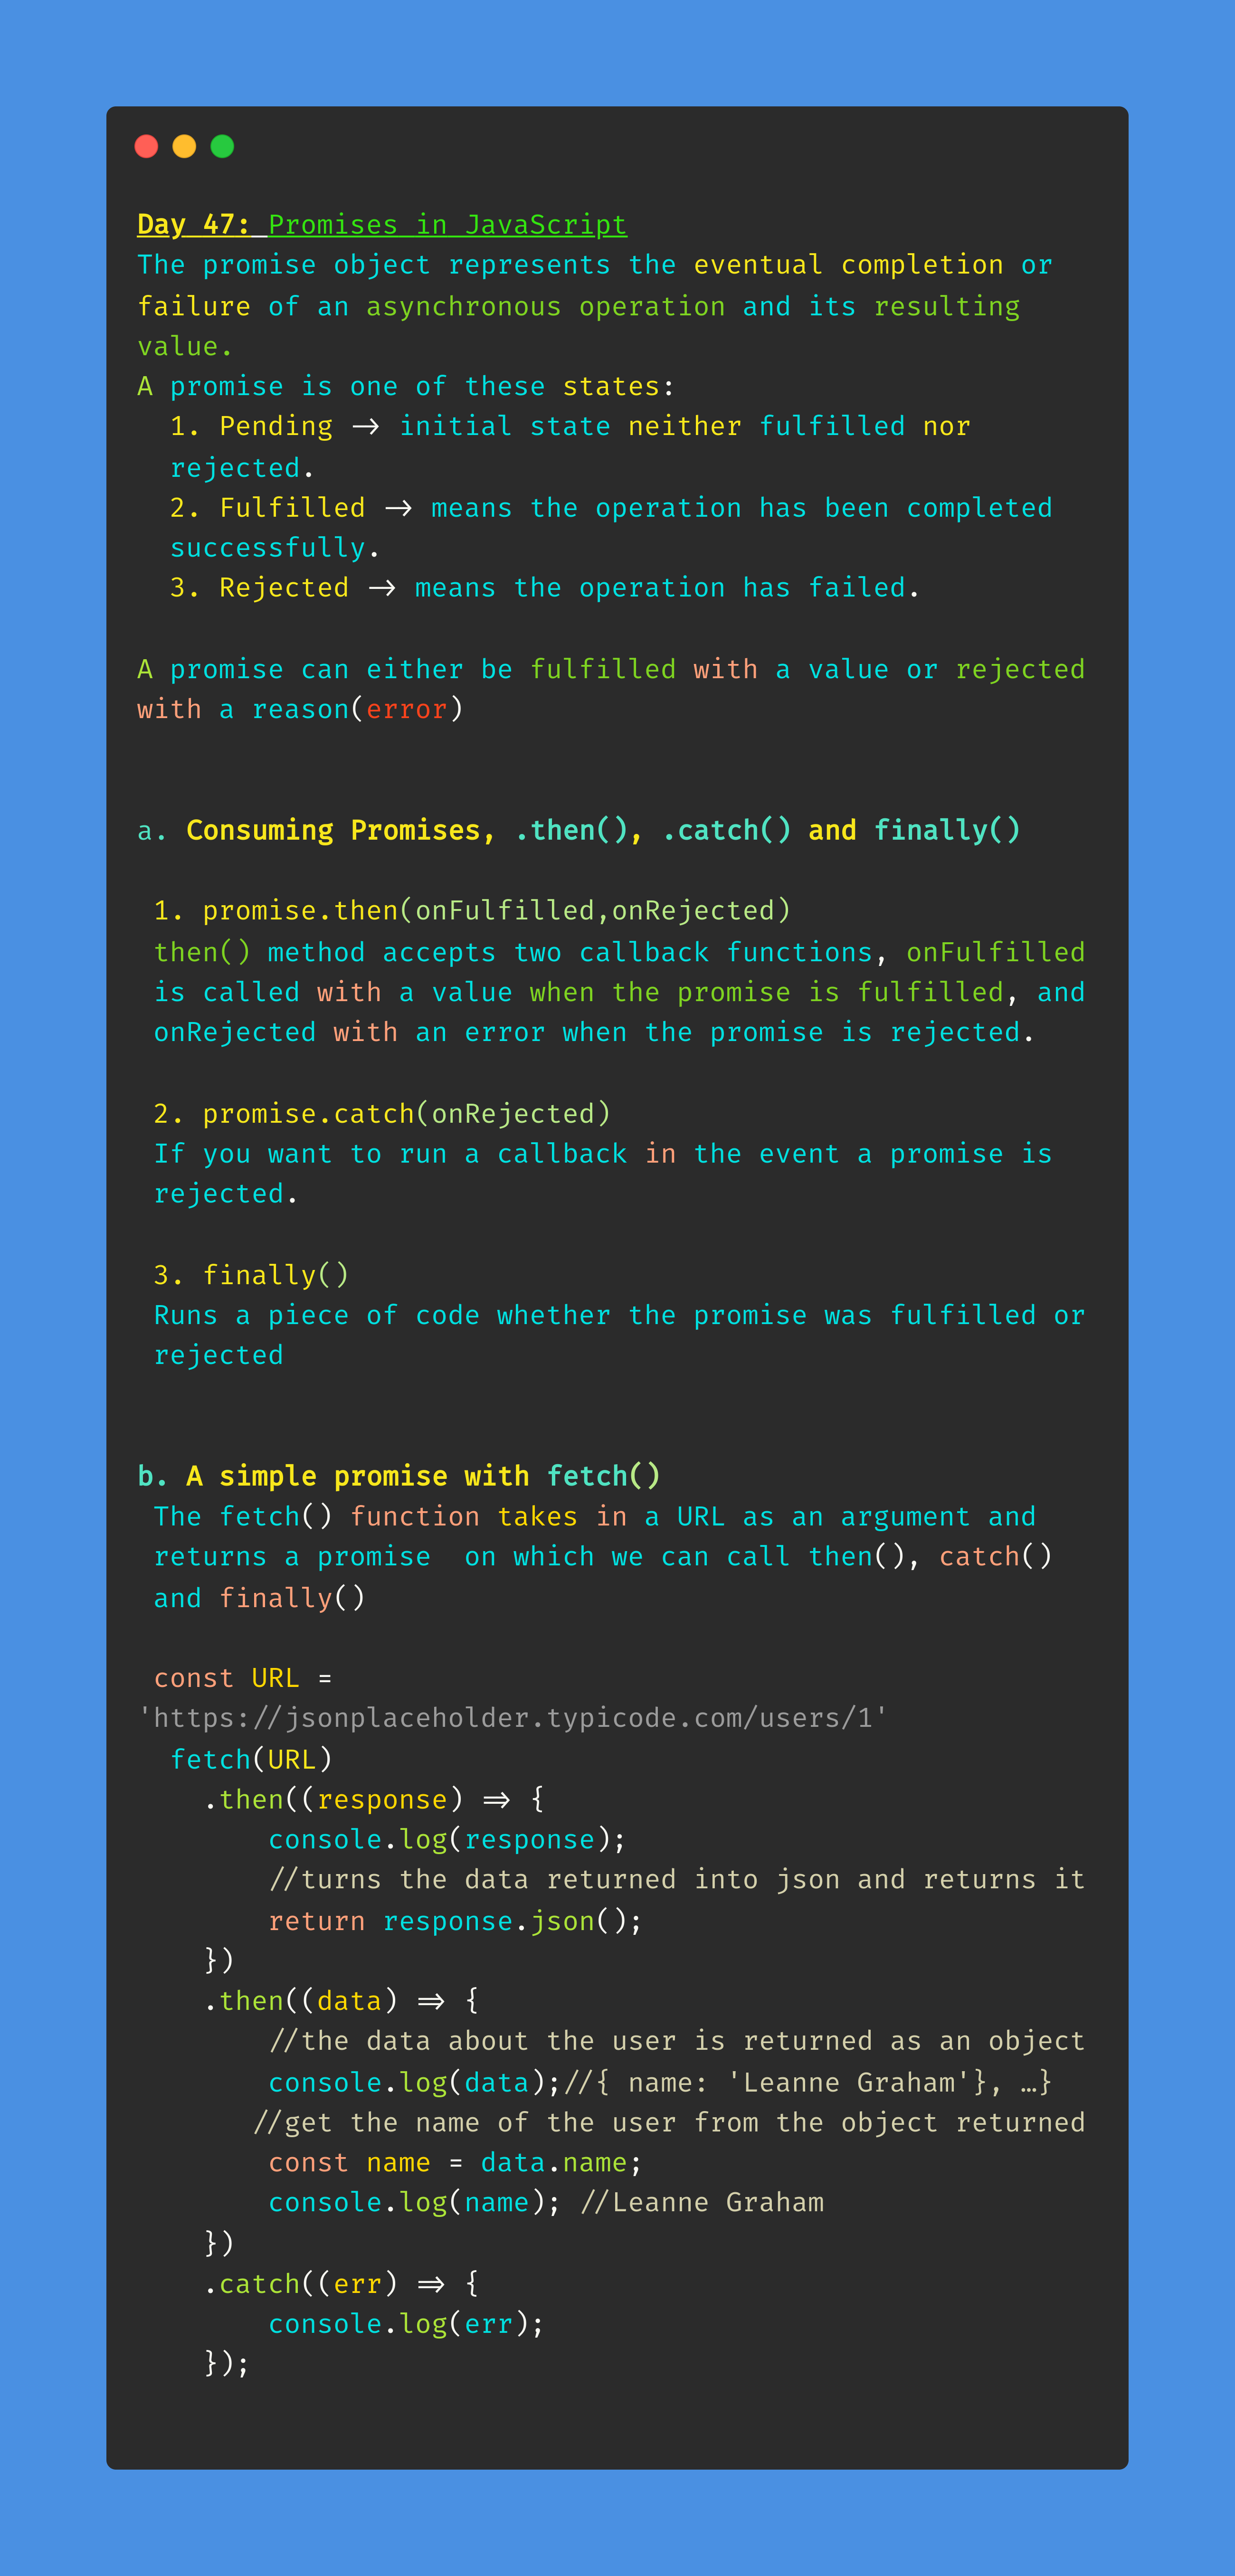 Day 47: Promises in JavaScript
The promise object represents the eventual completion or
failure of an asynchronous operation and its resulting
value.
A promise is one of these states:
1. Pending -> initial state neither fulfilled nor
rejected.
2. Fulfilled -> means the operation has been completed
successfully.
3. Rejected -> means the operation has failed.
A promise can either be fulfilled with a value or rejected
with a reason(error)
a. Consuming Promises, .then(), .catch() and finally()
1. promise.then(onFulfilled,onRejected)
then() method accepts two callback functions, onFulfilled
is called with a value when the promise is fulfilled, and
onRejected with an error when the promise is rejected.
2. promise.catch(onRejected)
If you want to run a callback in the event a promise is
rejected.
3. finally()
Runs a piece of code whether the promise was fulfilled or
rejected
b. A simple promise with fetch()
The fetch() function takes in a URL as an argument and
returns a promise  on which we can call then(), catch()
and finally()
const URL =
'https://jsonplaceholder.typicode.com/users/1'
fetch(URL)
.then((response) => {
console.log(response);
//turns the data returned into json and returns it
return response.json();
})
.then((data) => {
//the data about the user is returned as an object
console.log(data);//{ name: 'Leanne Graham'}, …}
//get the name of the user from the object returned
const name = data.name;
console.log(name); //Leanne Graham
})
.catch((err) => {
console.log(err);
});